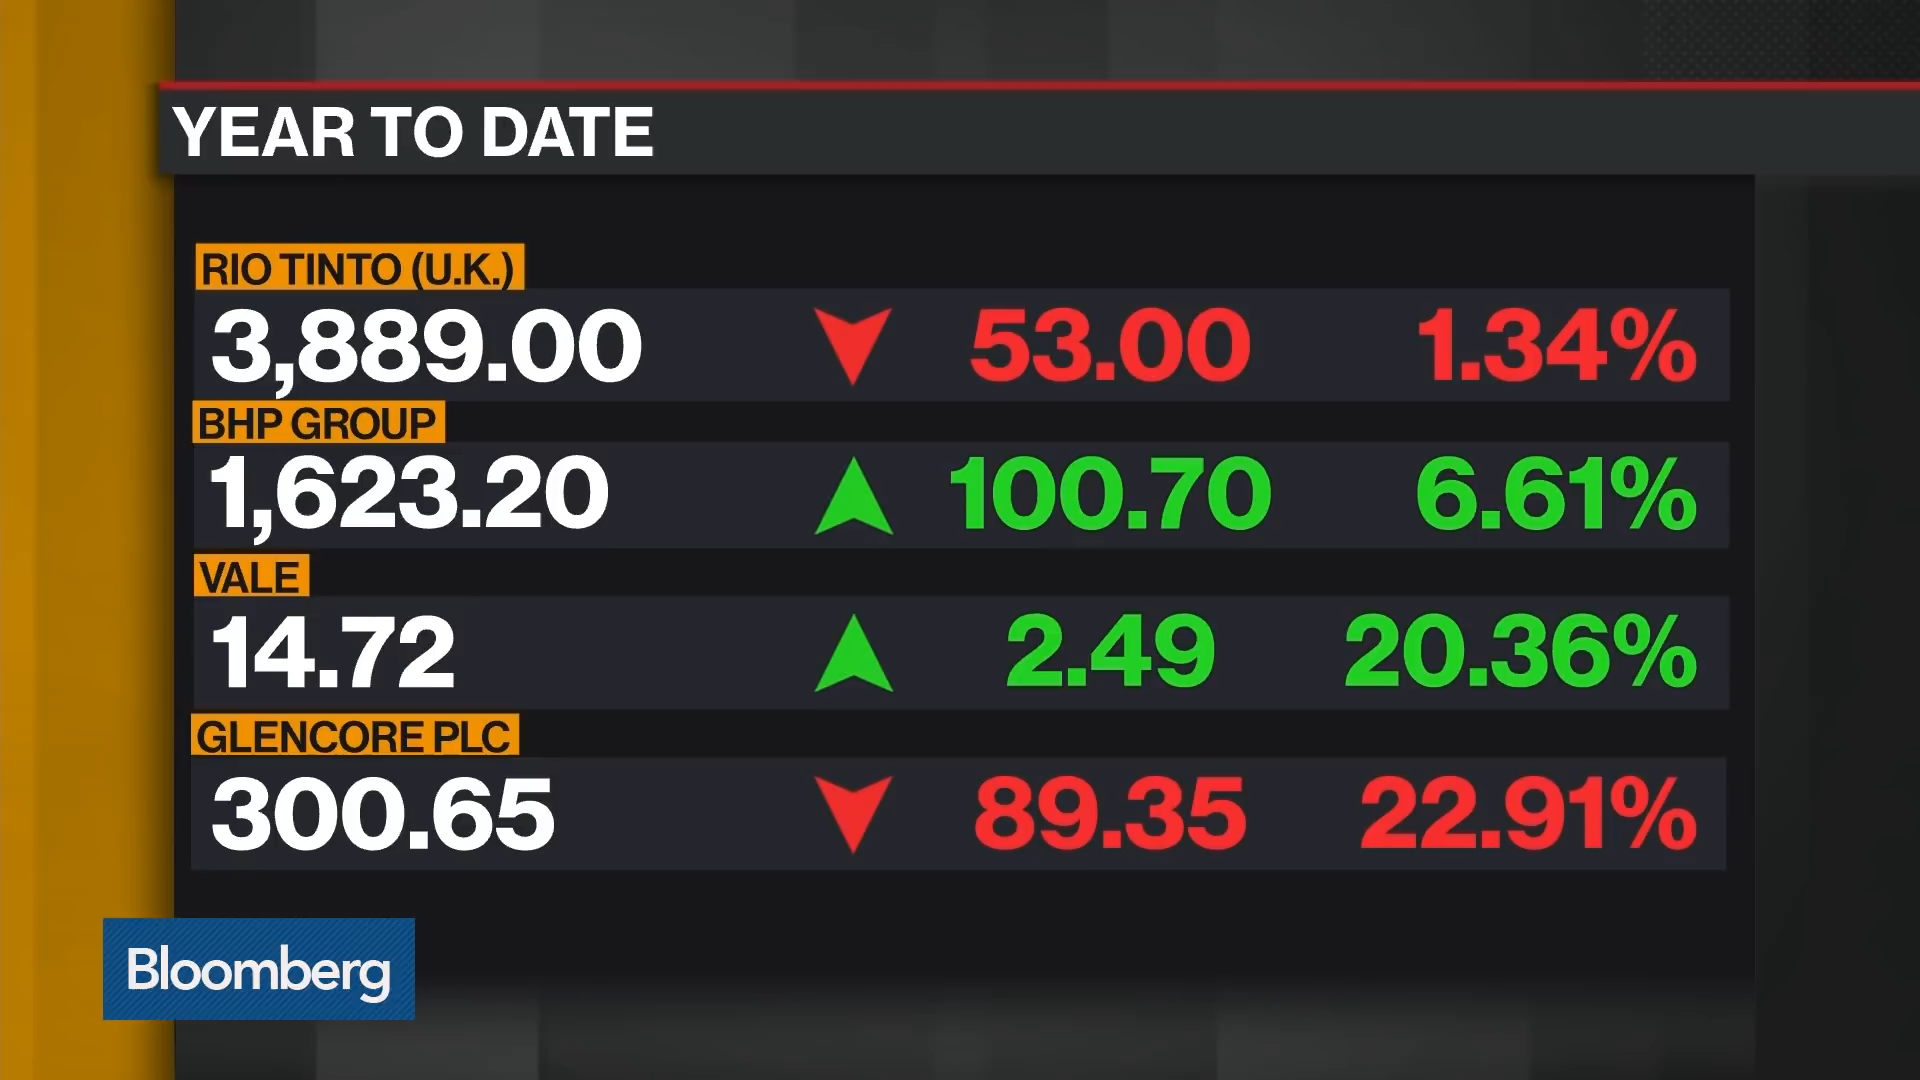 YEAR TO DATE
RIO TINTO (U.K.)
3,889.00 53.00 1.34%
BHP GROUP
1,623.20 100.70 6.61%
VALE
14.72 2.49 20.36%
GLENCORE PLC
300.65 89.35 22.91%
Bloomberg